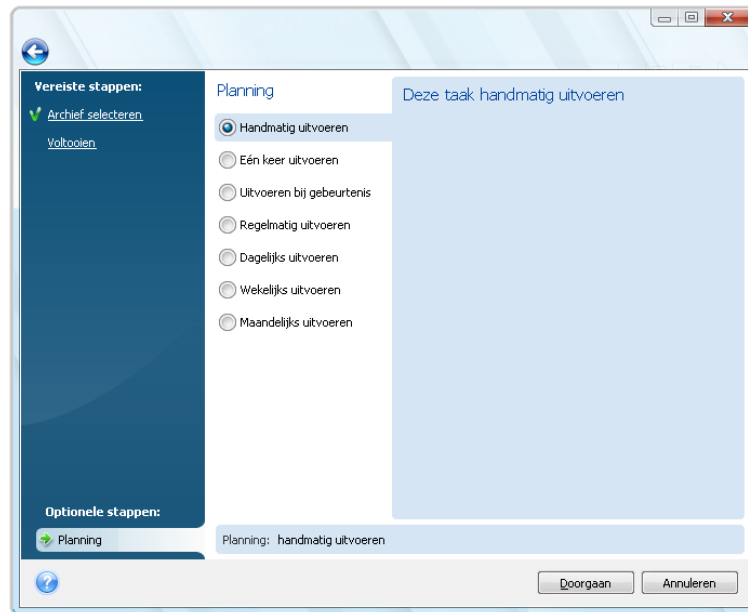 Vereiste stappen:
Archief selecteren
Voltooien
Optionele stappen:
Planning
Planning
Handmatig uitvoeren
Eén keer uitvoeren
Uitvoeren bij gebeurtenis
Regelmatig uitvoeren
Dagelijks uitvoeren
Wekelijks uitvoeren
Maandelijks uitvoeren
Deze taak handmatig uitvoeren
Planning: handmatig uitvoeren
Doorgaan
Annuleren